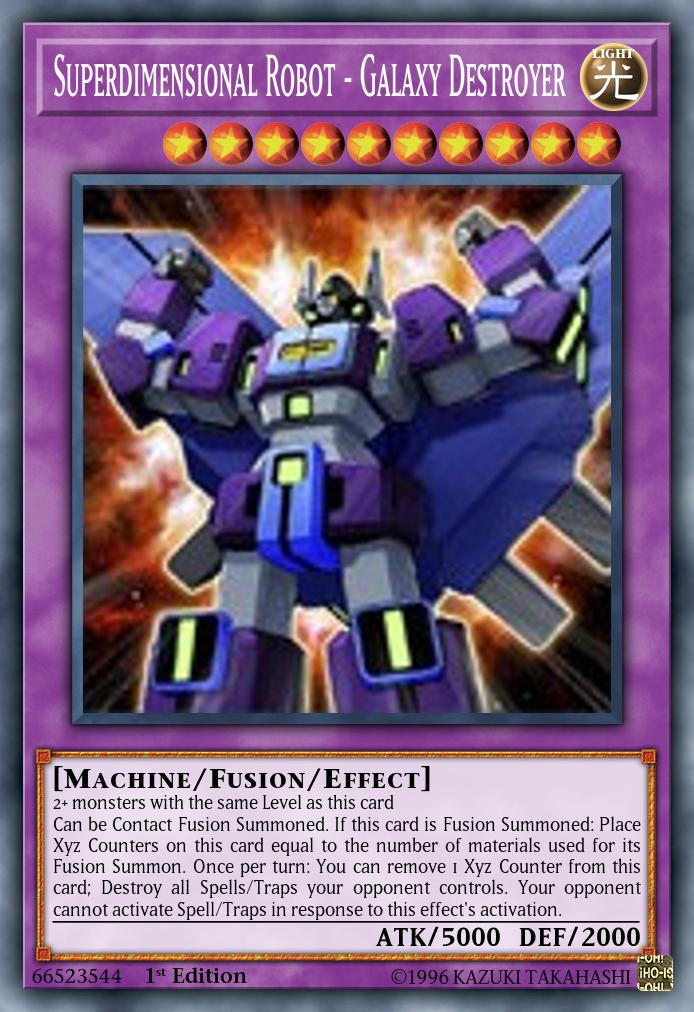 Superdimensional Robot - Galaxy Destroyer
LIGHT
光
[Machine/Fusion/Effect]
2+ monsters with the same Level as this card
Can be Contact Fusion Summoned. If this card is Fusion Summoned: Place
Xyz Counters on this card equal to the number of materials used for its
Fusion Summon. Once per turn: You can remove 1 Xyz Counter from this
card; Destroy all Spells/Traps your opponent controls. Your opponent
cannot activate Spell/Traps in response to this effect's activation.
ATK/5000 DEF/2000
66523544 1st Edition ©1996 KAZUKI TAKAHASHI